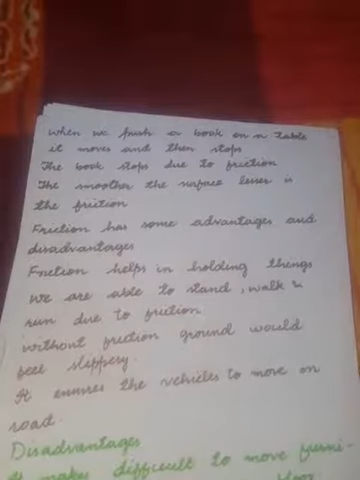 When we push a book on a table
it moves and then stops
The book stops due to friction
The smoother the surface lesser is
the friction
Friction has some advantages and
disadvantages
Friction helps in holding things
We are able to stand, walk &
run due to friction
without friction ground would
feel slippery.
It ensures the vehicles to move on
road.
Disadvantages
It makes difficult to move furni-
floor